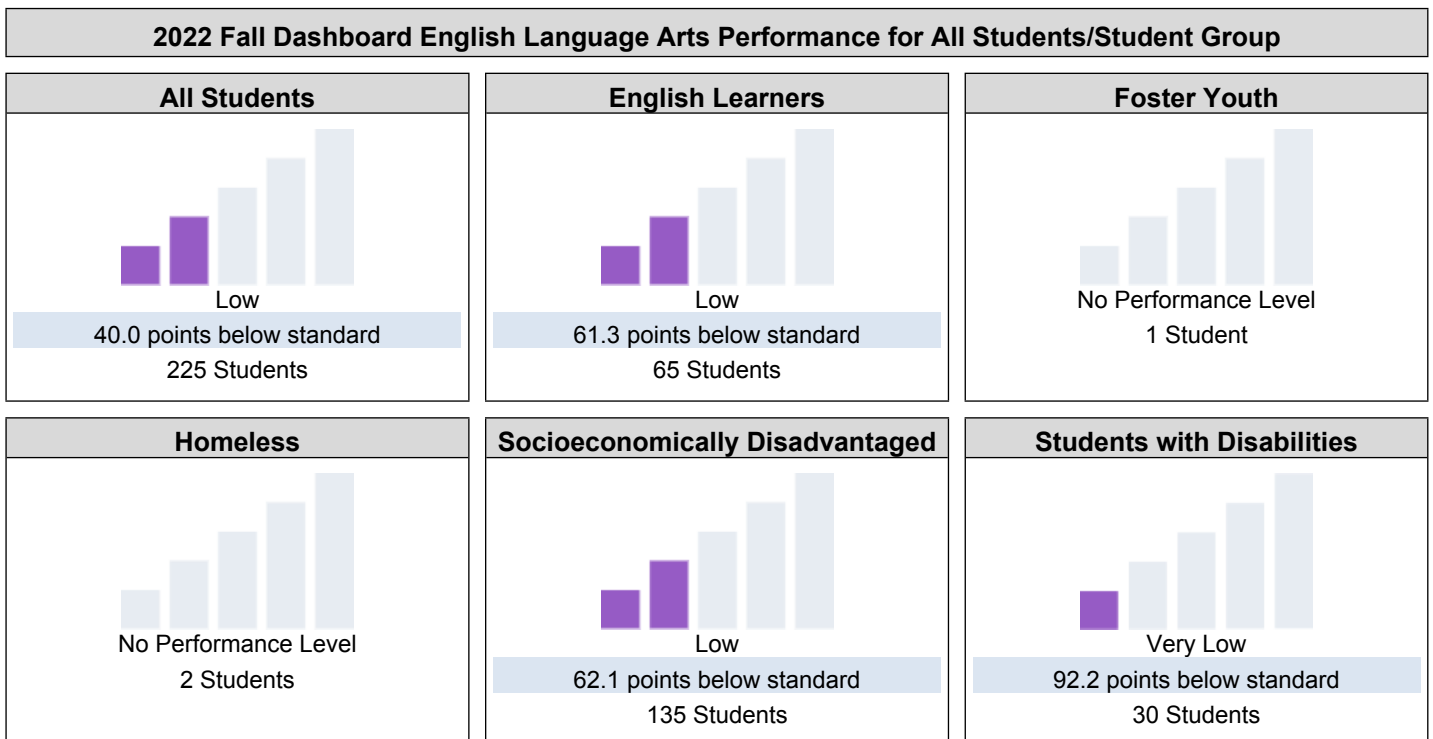 2022 Fall Dashboard English Language Arts Performance for All Students/Student Group
All Students
Low
40.0 points below standard
225 Students
English Learners
Low
61.3 points below standard
65 Students
Foster Youth
No Performance Level
1 Student
Homeless
No Performance Level
2 Students
Socioeconomically Disadvantaged
Low
62.1 points below standard
135 Students
Students with Disabilities
Very Low
92.2 points below standard
30 Students